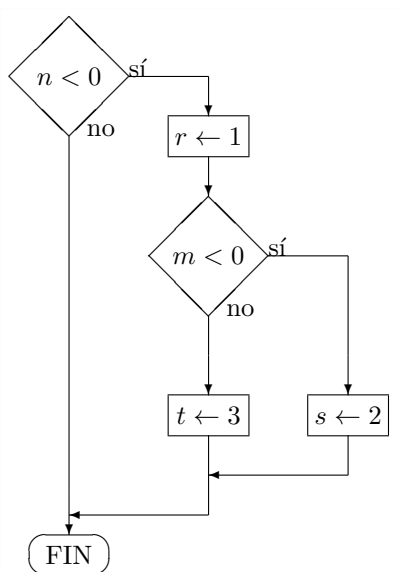 n < 0
sí
no
r ← 1
m < 0
sí
no
t ← 3
s ← 2
FIN